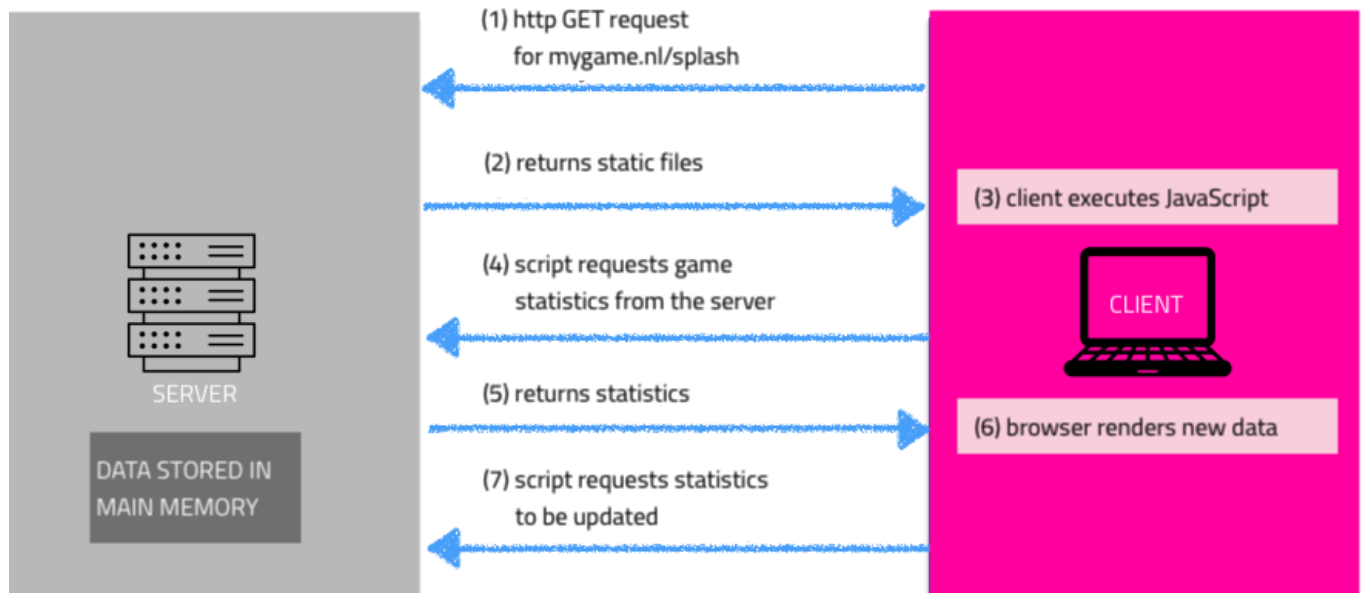 (1) http GET request
for mygame.nl/splash
(2) returns static files
(3) client executes JavaScript
(4) script requests game
statistics from the server
CLIENT
SERVER
(5) returns statistics
(6) browser renders new data
DATA STORED IN
MAIN MEMORY
(7) script requests statistics
to be updated